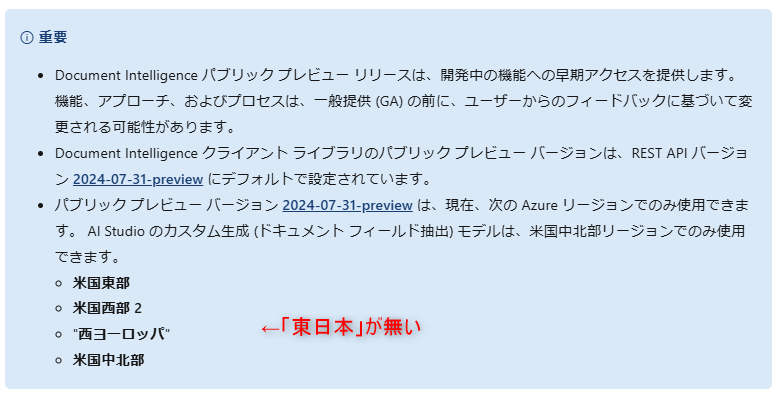 重要
Document Intelligence パブリック プレビュー リリースは、開発中の機能への早期アクセスを提供します。
機能、アプローチ、およびプロセスは、一般提供 (GA) の前に、ユーザーからのフィードバックに基づいて変
更される可能性があります。
Document Intelligence クライアント ライブラリのパブリック プレビュー バージョンは、REST API バージョ
ン 2024-07-31-preview にデフォルトで設定されています。
パブリック プレビュー バージョン 2024-07-31-preview は、現在、次の Azure リージョンでのみ使用できま
す。 AI Studio のカスタム生成 (ドキュメント フィールド抽出) モデルは、米国中北部リージョンでのみ使用
できます。
米国東部
米国西部 2
"西ヨーロッパ"
←「東日本」が無い
米国中北部